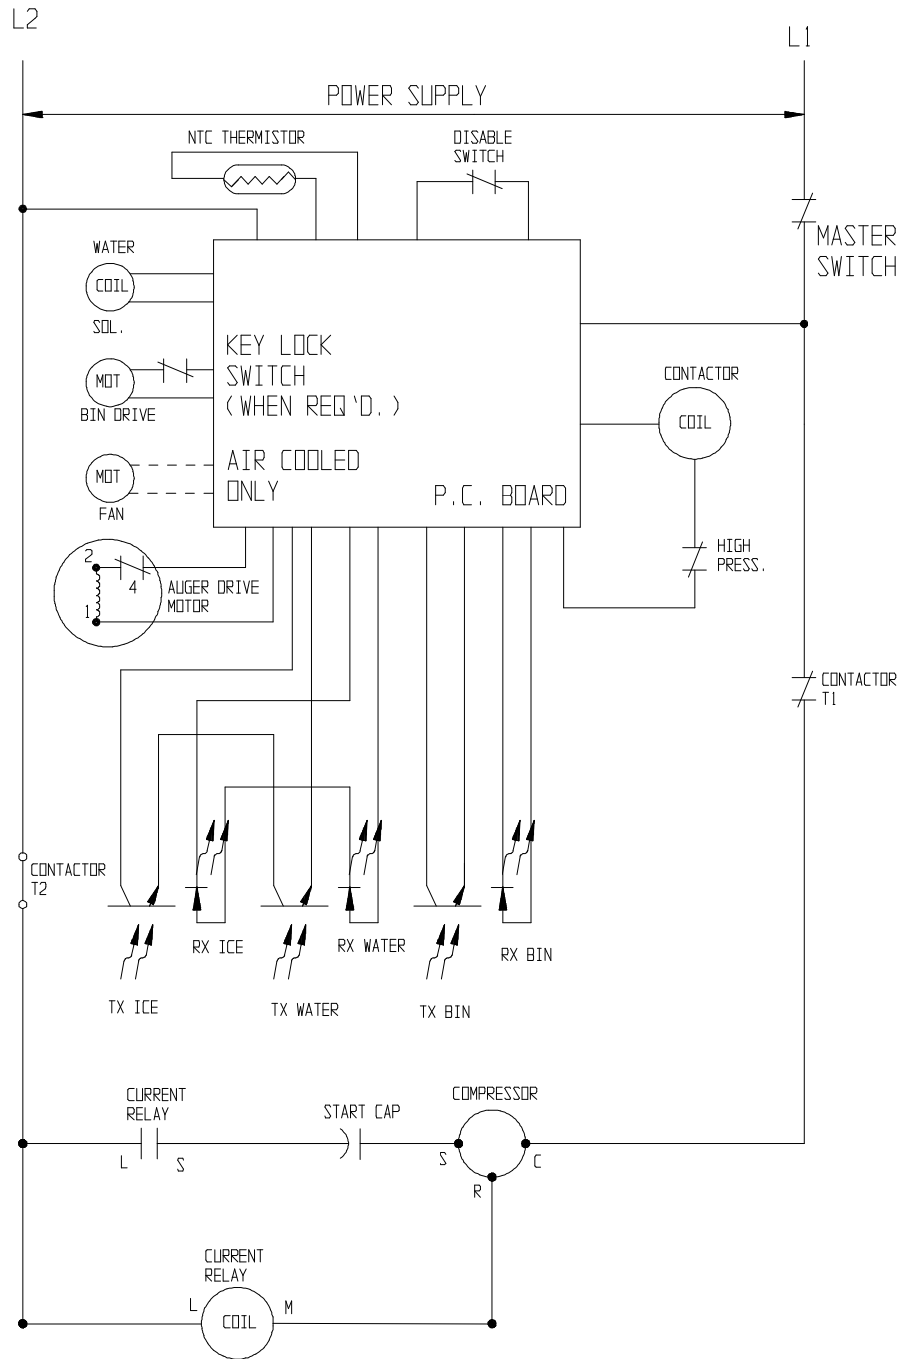 L2
L1
POWER SUPPLY
NTC THERMISTOR
DISABLE
SWITCH
MASTER
SWITCH
WATER
COIL
SOL.
KEY LOCK
SWITCH
(WHEN REQ'D.)
MOT
BIN DRIVE
CONTACTOR
COIL
AIR COOLED
ONLY
MOT
FAN
P.C. BOARD
HIGH
PRESS.
2
4
1
AUGER DRIVE
MOTOR
CONTACTOR
T1
CONTACTOR
T2
RX ICE
RX WATER
RX BIN
TX ICE
TX WATER
TX BIN
CURRENT
RELAY
L
S
START CAP
COMPRESSOR
S
C
R
CURRENT
RELAY
L
COIL
M